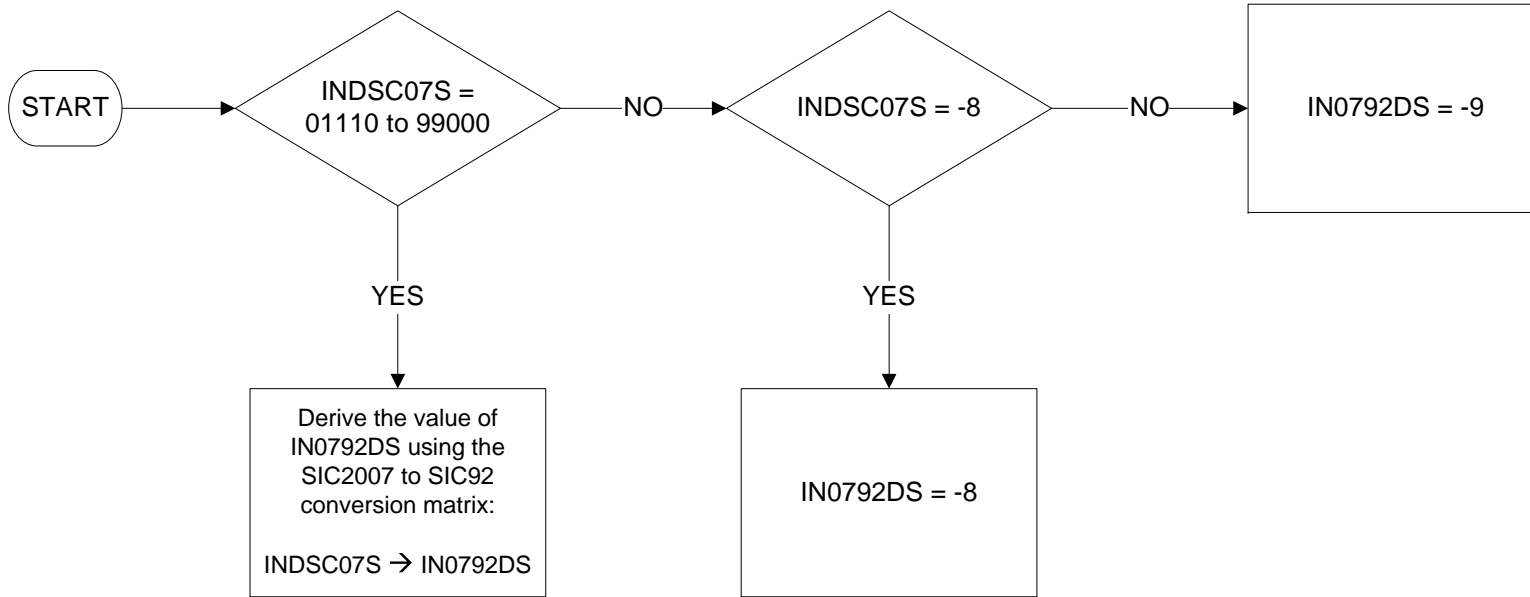 START
INDSC07S =
01110 to 99000
NO
INDSC07S = -8
NO
IN0792DS = -9
YES
YES
Derive the value of
IN0792DS using the
SIC2007 to SIC92
conversion matrix:
INDSC07S → IN0792DS
IN0792DS = -8